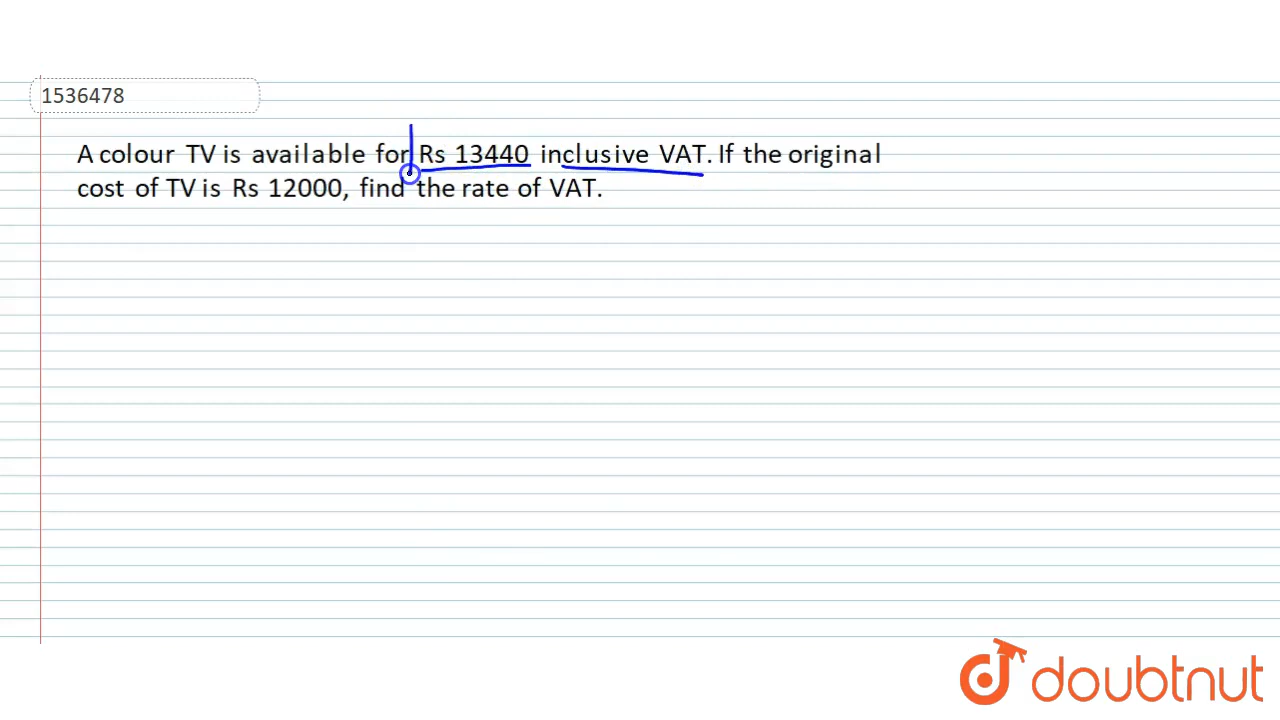 1536478
A colour TV is available for Rs 13440 inclusive VAT. If the original
cost of TV is Rs 12000, find the rate of VAT.
doubtnut